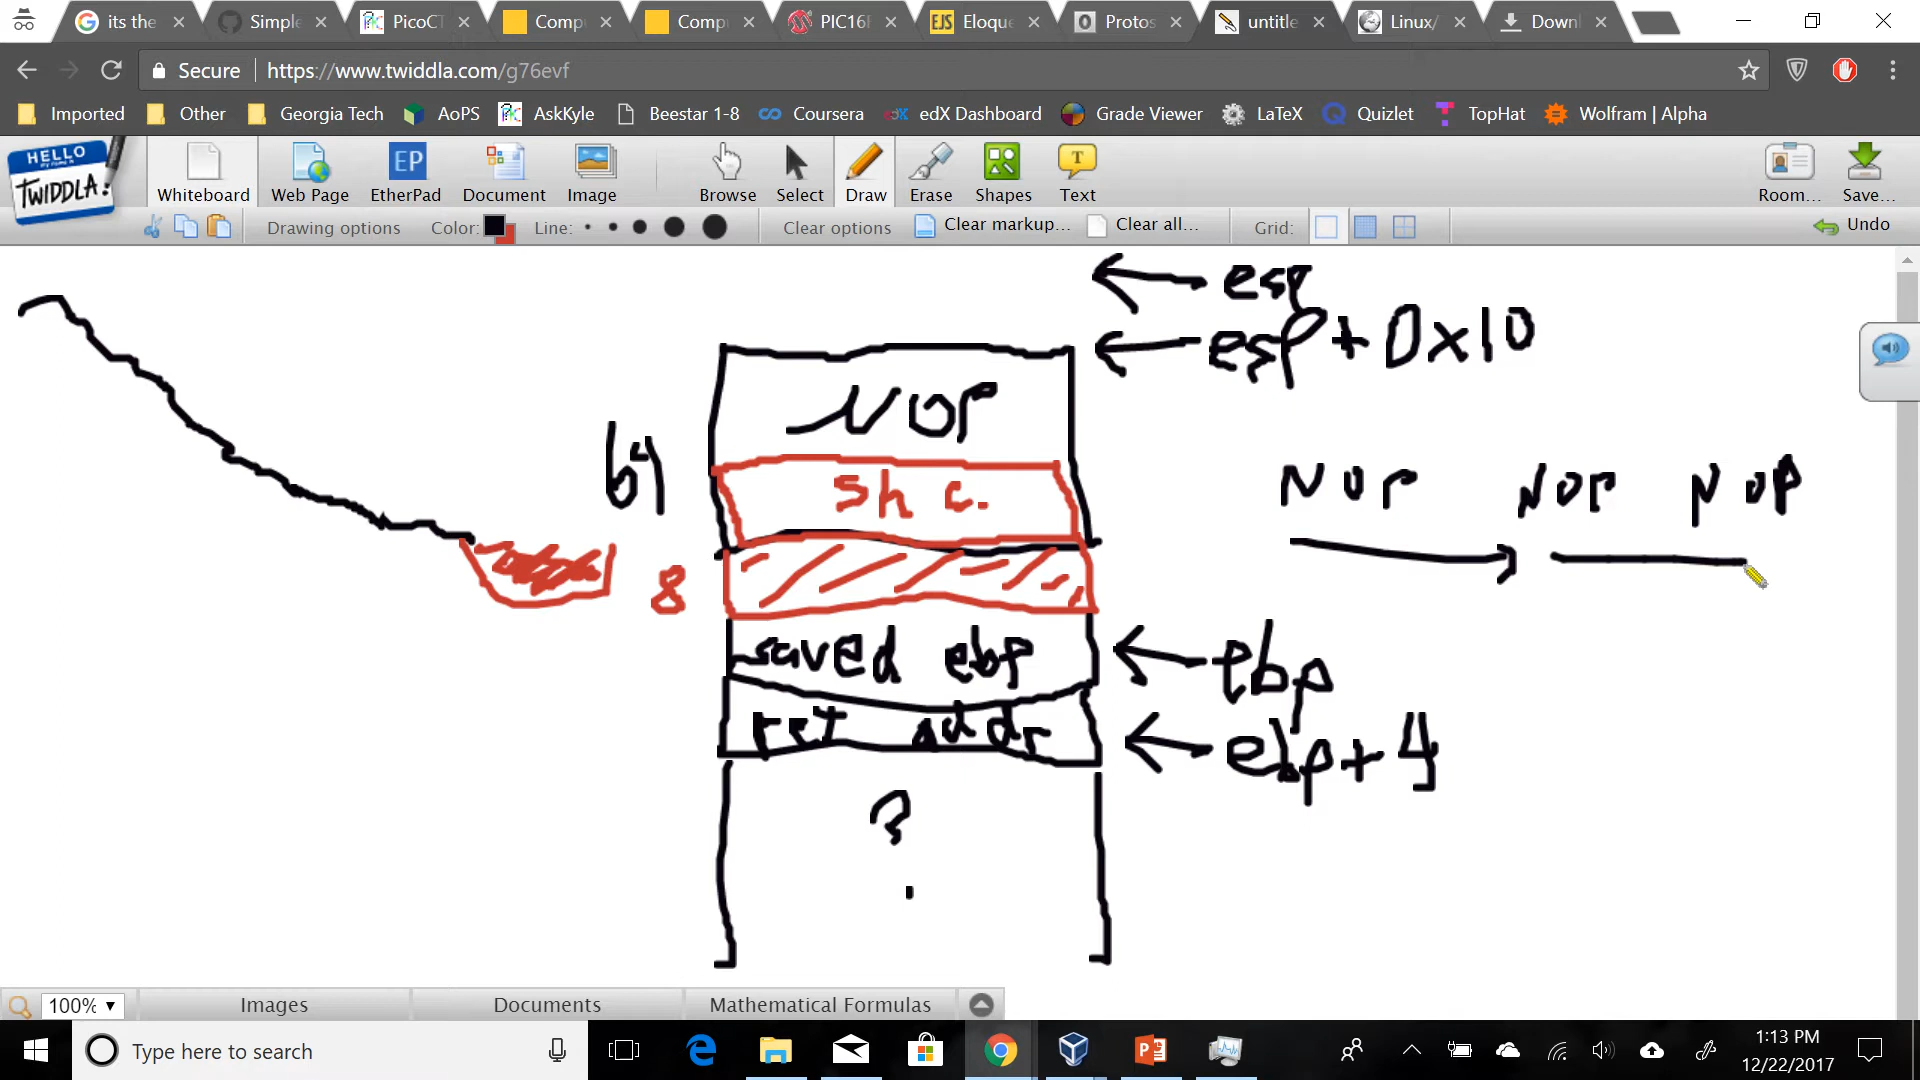 its the
Simple
PicoCT
Comp
Comp
PIC16F
Eloque
Protos
untitle
Linux/
Downl
Secure
https://www.twiddla.com/g76evf
Imported
Other
Georgia Tech
AoPS
AskKyle
Beestar 1-8
Coursera
edX Dashboard
Grade Viewer
LaTeX
Quizlet
TopHat
Wolfram | Alpha
HELLO
TWIDDLA!
Whiteboard
Web Page
EP
EtherPad
Document
Image
Browse
Select
Draw
Erase
Shapes
T
Text
Room...
Save...
Drawing options
Color:
Line:
Clear options
Clear markup...
Clear all...
Grid:
Undo
esp
esp + 0x10
NOP
64
sh c.
NOP NOP NOP
8
saved ebp
ebp
ret addr
ebp + 4
?
100%
Images
Documents
Mathematical Formulas
Type here to search
1:13 PM
12/22/2017